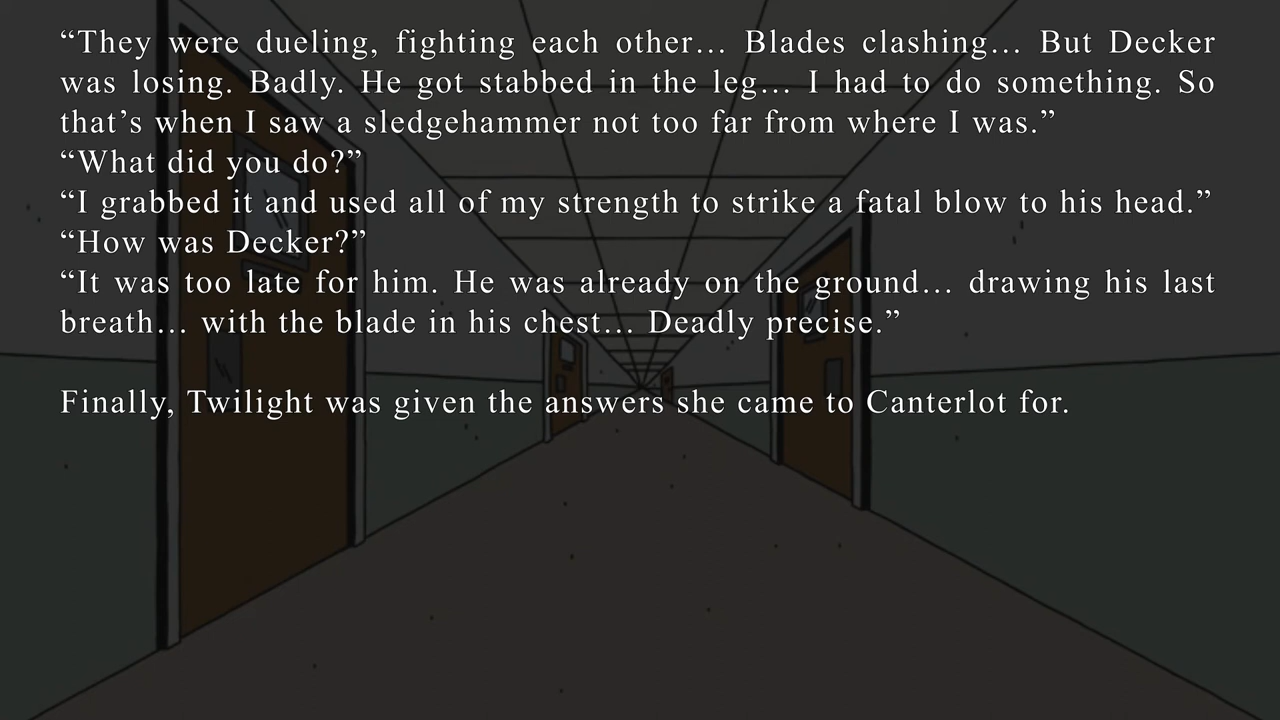 “They were dueling, fighting each other… Blades clashing… But Decker
was losing. Badly. He got stabbed in the leg… I had to do something. So
that’s when I saw a sledgehammer not too far from where I was.”
“What did you do?”
“I grabbed it and used all of my strength to strike a fatal blow to his head.”
“How was Decker?”
“It was too late for him. He was already on the ground… drawing his last
breath… with the blade in his chest… Deadly precise.”
Finally, Twilight was given the answers she came to Canterlot for.